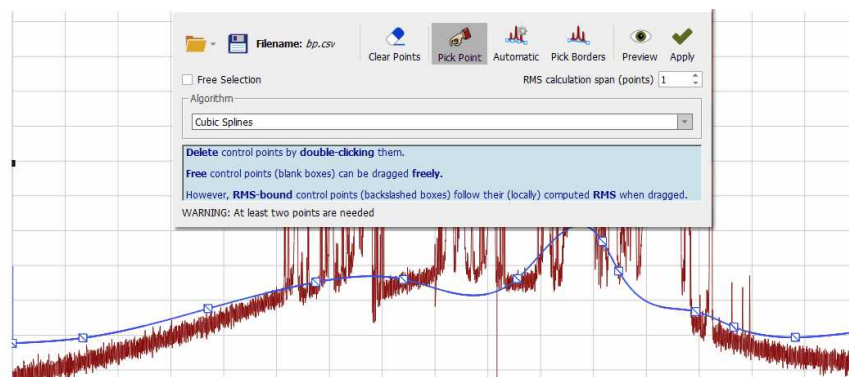 Filename: bp.csv
Clear Points Pick Point Automatic Pick Borders Preview Apply
Free Selection RMS calculation span (points) 1
Algorithm
Cubic Splines
Delete control points by double-clicking them.
Free control points (blank boxes) can be dragged freely.
However, RMS-bound control points (backslashed boxes) follow their (locally) computed RMS when dragged.
WARNING: At least two points are needed